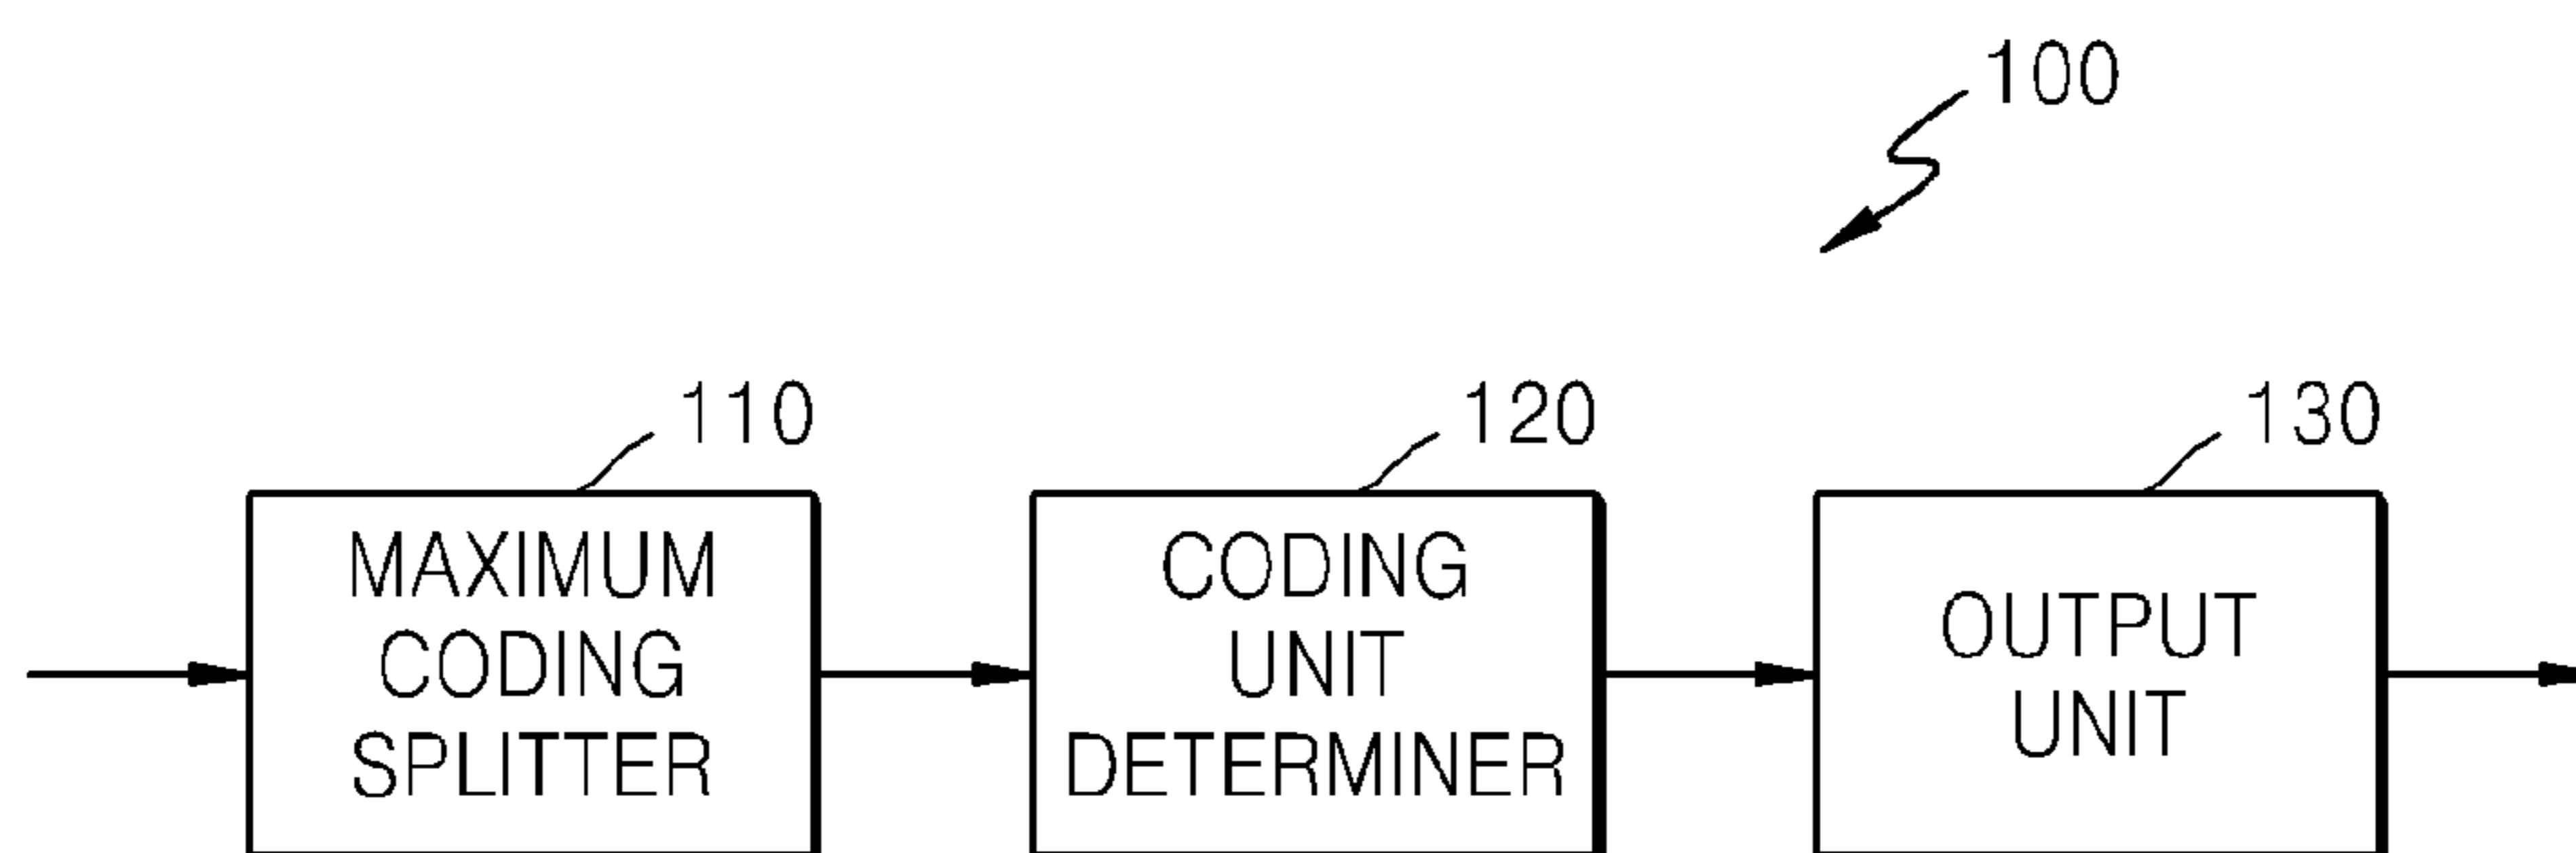 100
110
120
130
MAXIMUM
CODING
SPLITTER
CODING
UNIT
DETERMINER
OUTPUT
UNIT